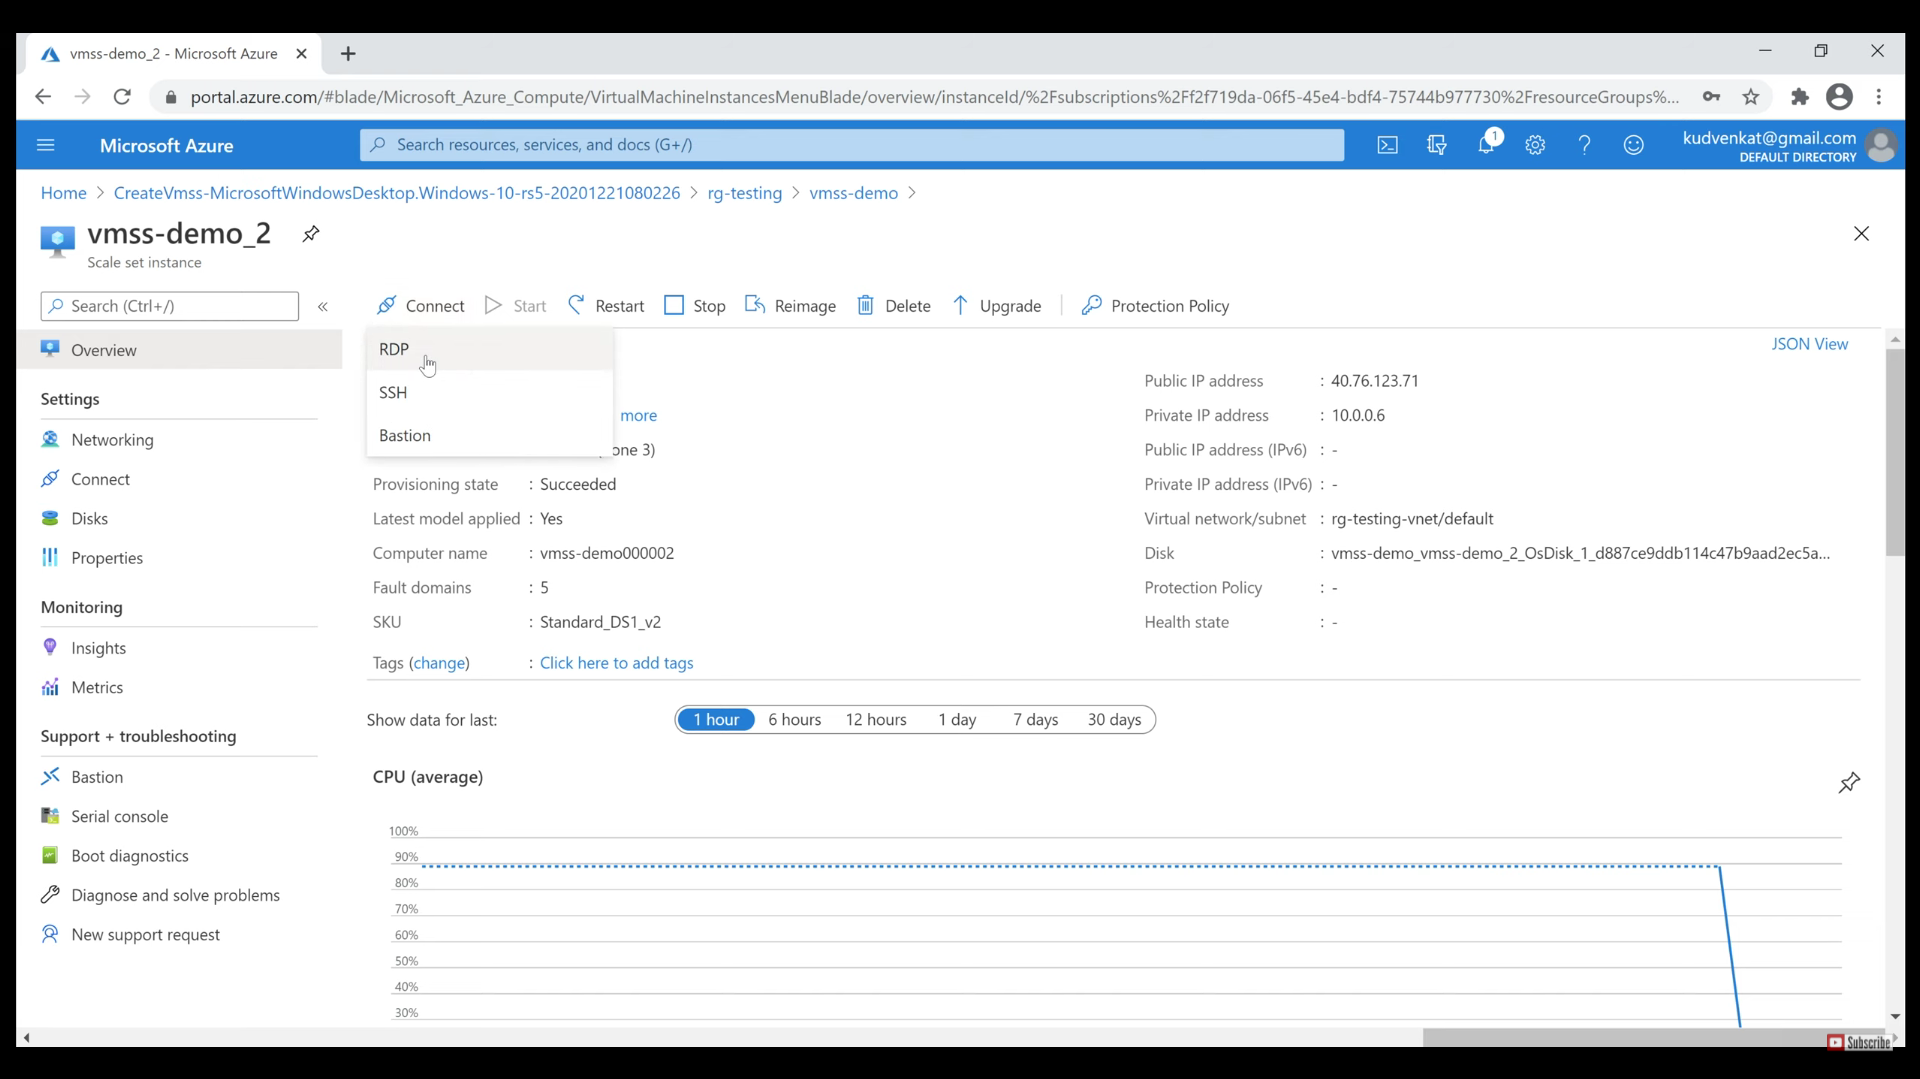 vmss-demo_2 - Microsoft Azure
portal.azure.com/#blade/Microsoft_Azure_Compute/VirtualMachineInstancesMenuBlade/overview/instanceId/%2Fsubscriptions%2Ff2f719da-06f5-45e4-bdf4-75744b977730%2FresourceGroups%...
Microsoft Azure
Search resources, services, and docs (G+/)
1
kudvenkat@gmail.com
DEFAULT DIRECTORY
Home > CreateVmss-MicrosoftWindowsDesktop.Windows-10-rs5-20201221080226 > rg-testing > vmss-demo >
vmss-demo_2
Scale set instance
Search (Ctrl+/)
«
Overview
Settings
Networking
Connect
Disks
Properties
Monitoring
Insights
Metrics
Support + troubleshooting
Bastion
Serial console
Boot diagnostics
Diagnose and solve problems
New support request
Connect Start Restart Stop Reimage Delete Upgrade Protection Policy
RDP
SSH
Bastion
JSON View
more
one 3)
Provisioning state : Succeeded
Latest model applied : Yes
Computer name : vmss-demo000002
Fault domains : 5
SKU : Standard_DS1_v2
Tags (change) : Click here to add tags
Public IP address : 40.76.123.71
Private IP address : 10.0.0.6
Public IP address (IPv6) : -
Private IP address (IPv6) : -
Virtual network/subnet : rg-testing-vnet/default
Disk : vmss-demo_vmss-demo_2_OsDisk_1_d887ce9ddb114c47b9aad2ec5a...
Protection Policy : -
Health state : -
Show data for last: 1 hour 6 hours 12 hours 1 day 7 days 30 days
CPU (average)
100%
90%
80%
70%
60%
50%
40%
30%
Subscribe